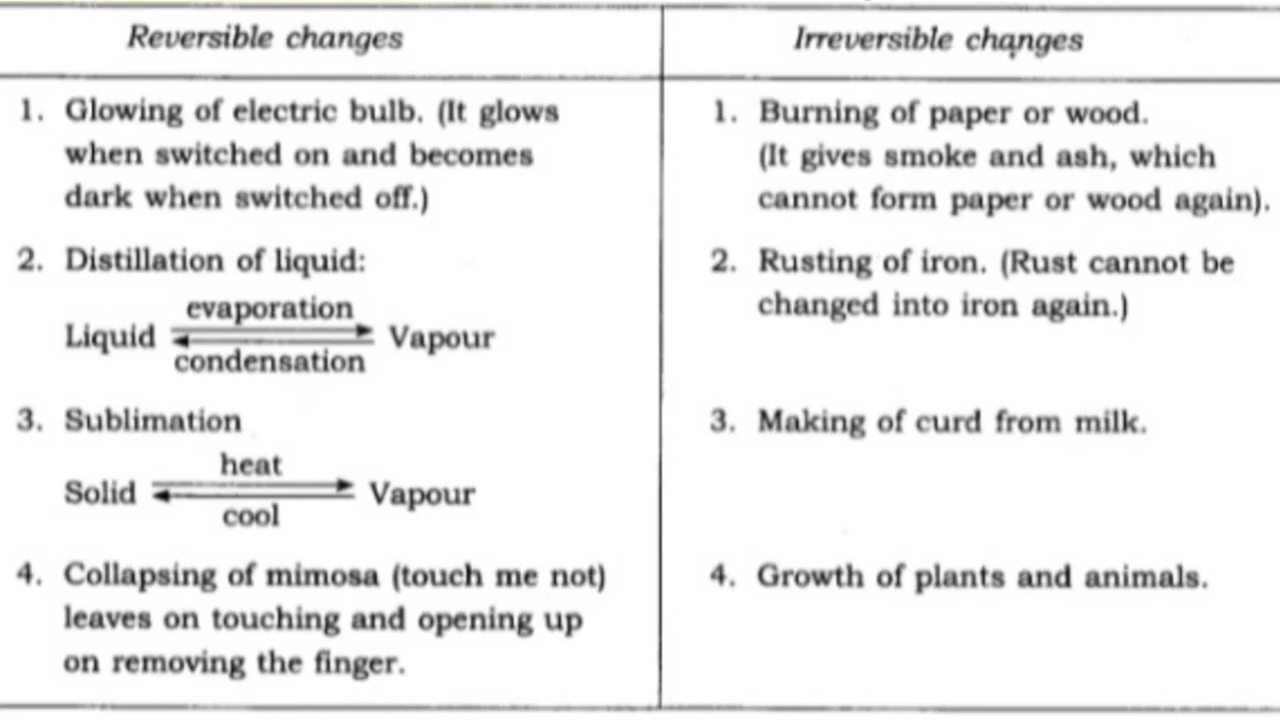 Reversible changes
Irreversible changes
1. Glowing of electric bulb. (It glows
when switched on and becomes
dark when switched off.)
2. Distillation of liquid:
evaporation
Liquid ⇌ Vapour
condensation
3. Sublimation
heat
Solid ⇌ Vapour
cool
4. Collapsing of mimosa (touch me not)
leaves on touching and opening up
on removing the finger.
1. Burning of paper or wood.
(It gives smoke and ash, which
cannot form paper or wood again).
2. Rusting of iron. (Rust cannot be
changed into iron again.)
3. Making of curd from milk.
4. Growth of plants and animals.